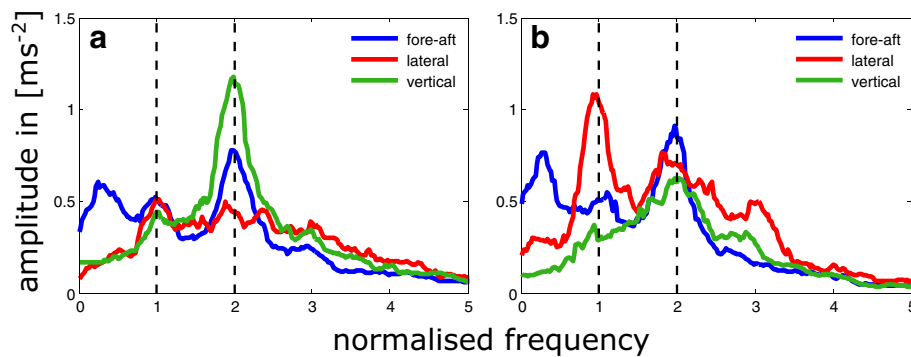 a
fore-aft
lateral
vertical
b
fore-aft
lateral
vertical
amplitude in [ms-2]
1.5
1
0.5
0
0 1 2 3 4 5
1.5
1
0.5
0
0 1 2 3 4 5
normalised frequency